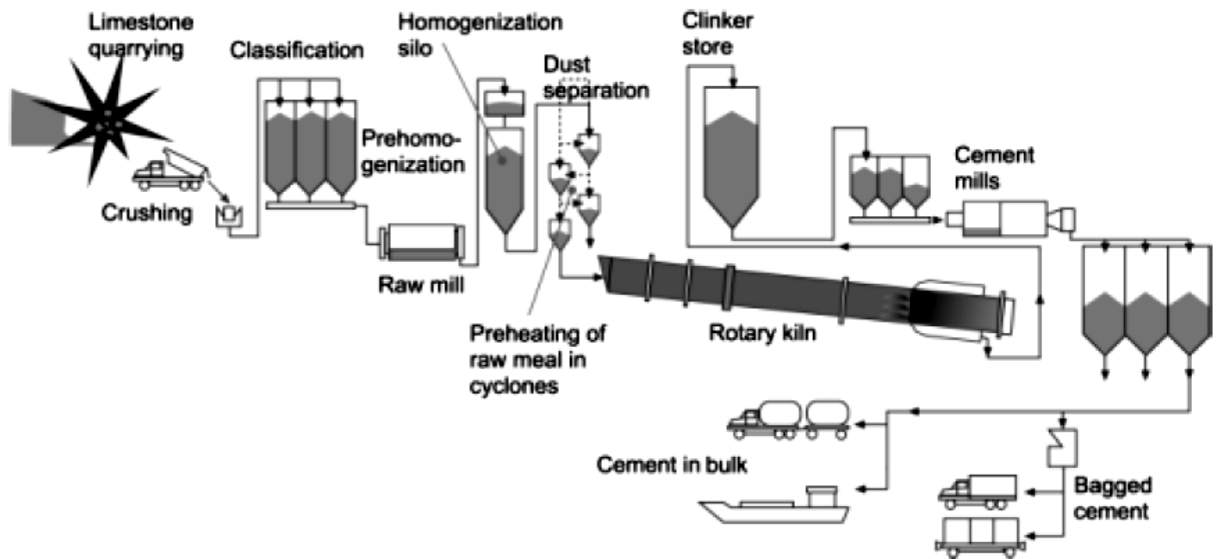 Limestone
quarrying
Classification
Homogenization
silo
Dust
separation
Clinker
store
Prehomo-
genization
Cement
mills
Crushing
Raw mill
Preheating of
raw meal in
cyclones
Rotary kiln
Cement in bulk
Bagged
cement